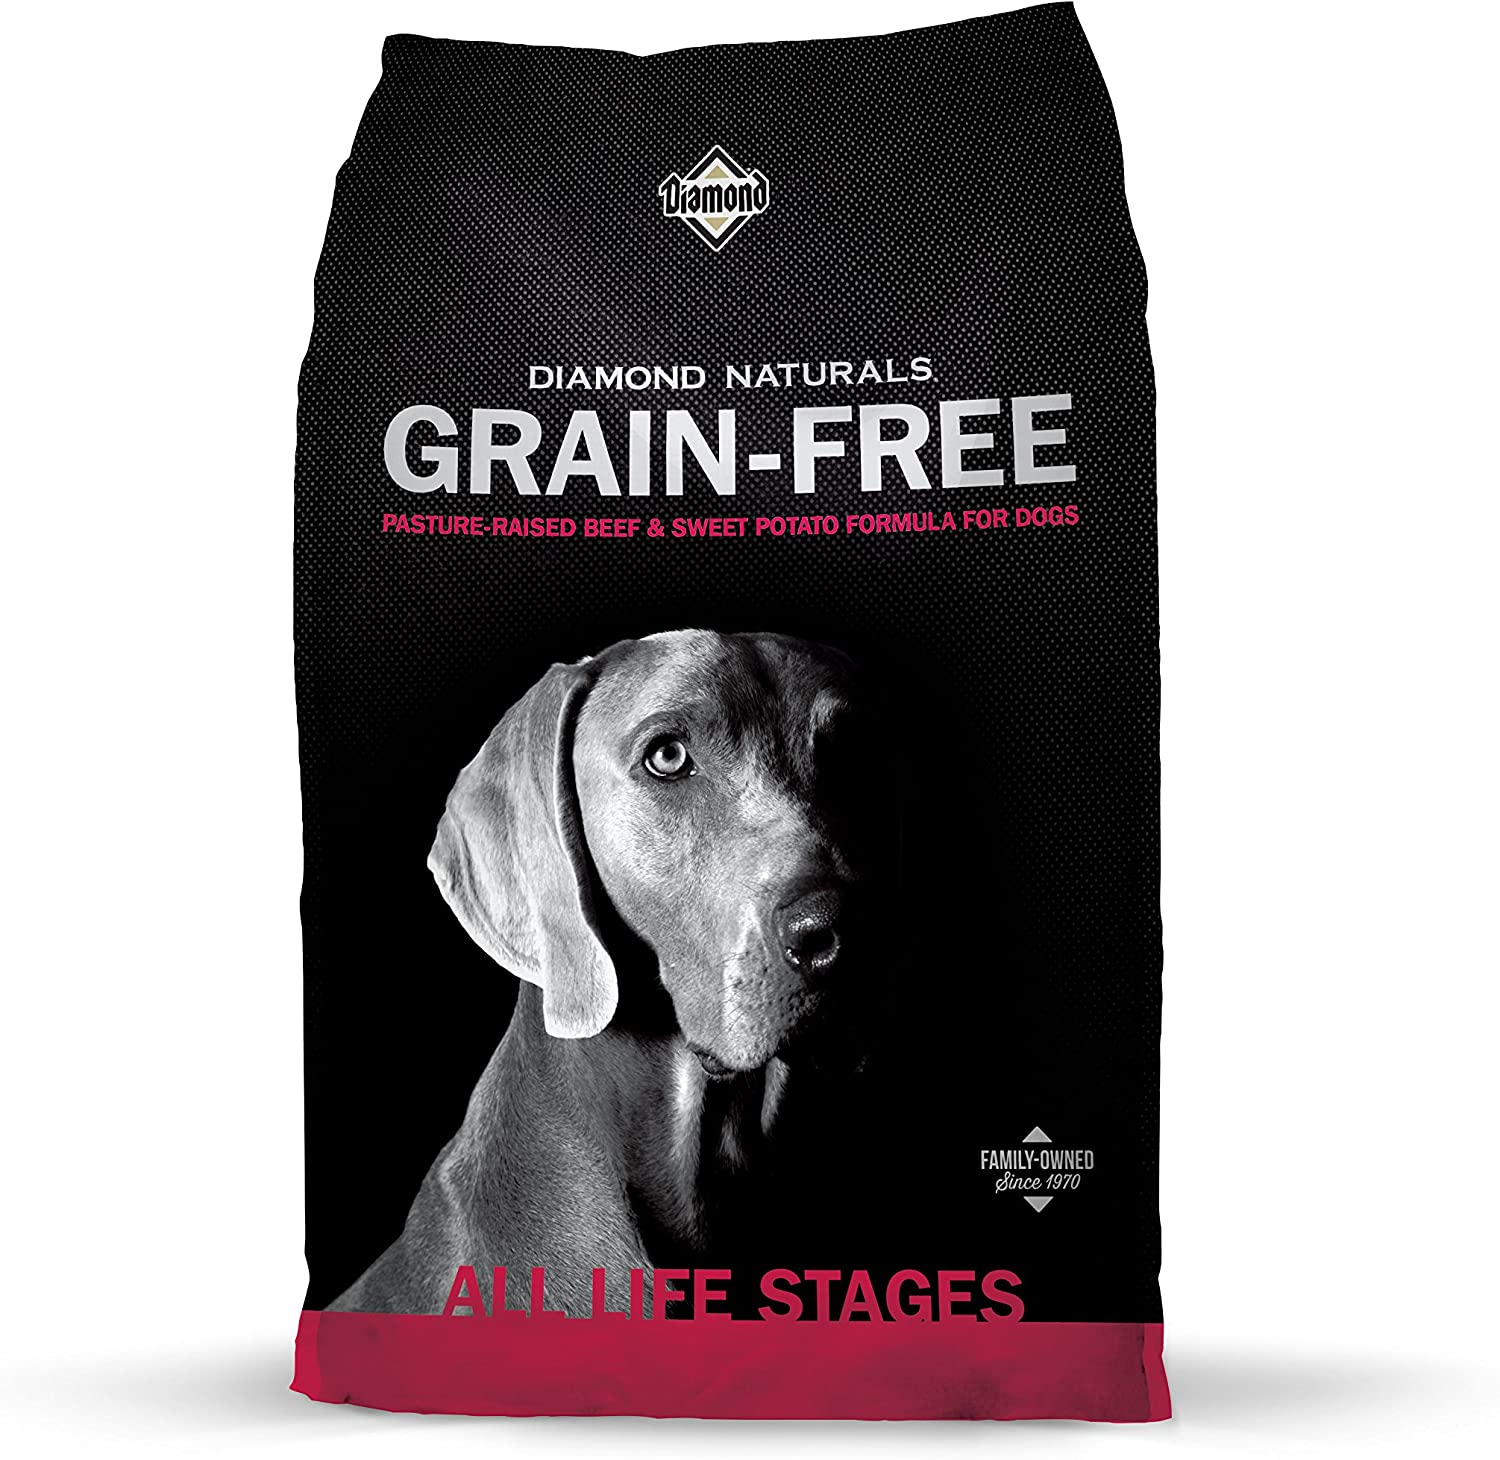 Diamond
DIAMOND NATURALS®
GRAIN-FREE
PASTURE-RAISED BEEF & SWEET POTATO FORMULA FOR DOGS
FAMILY-OWNED
Since 1970
ALL LIFE STAGES